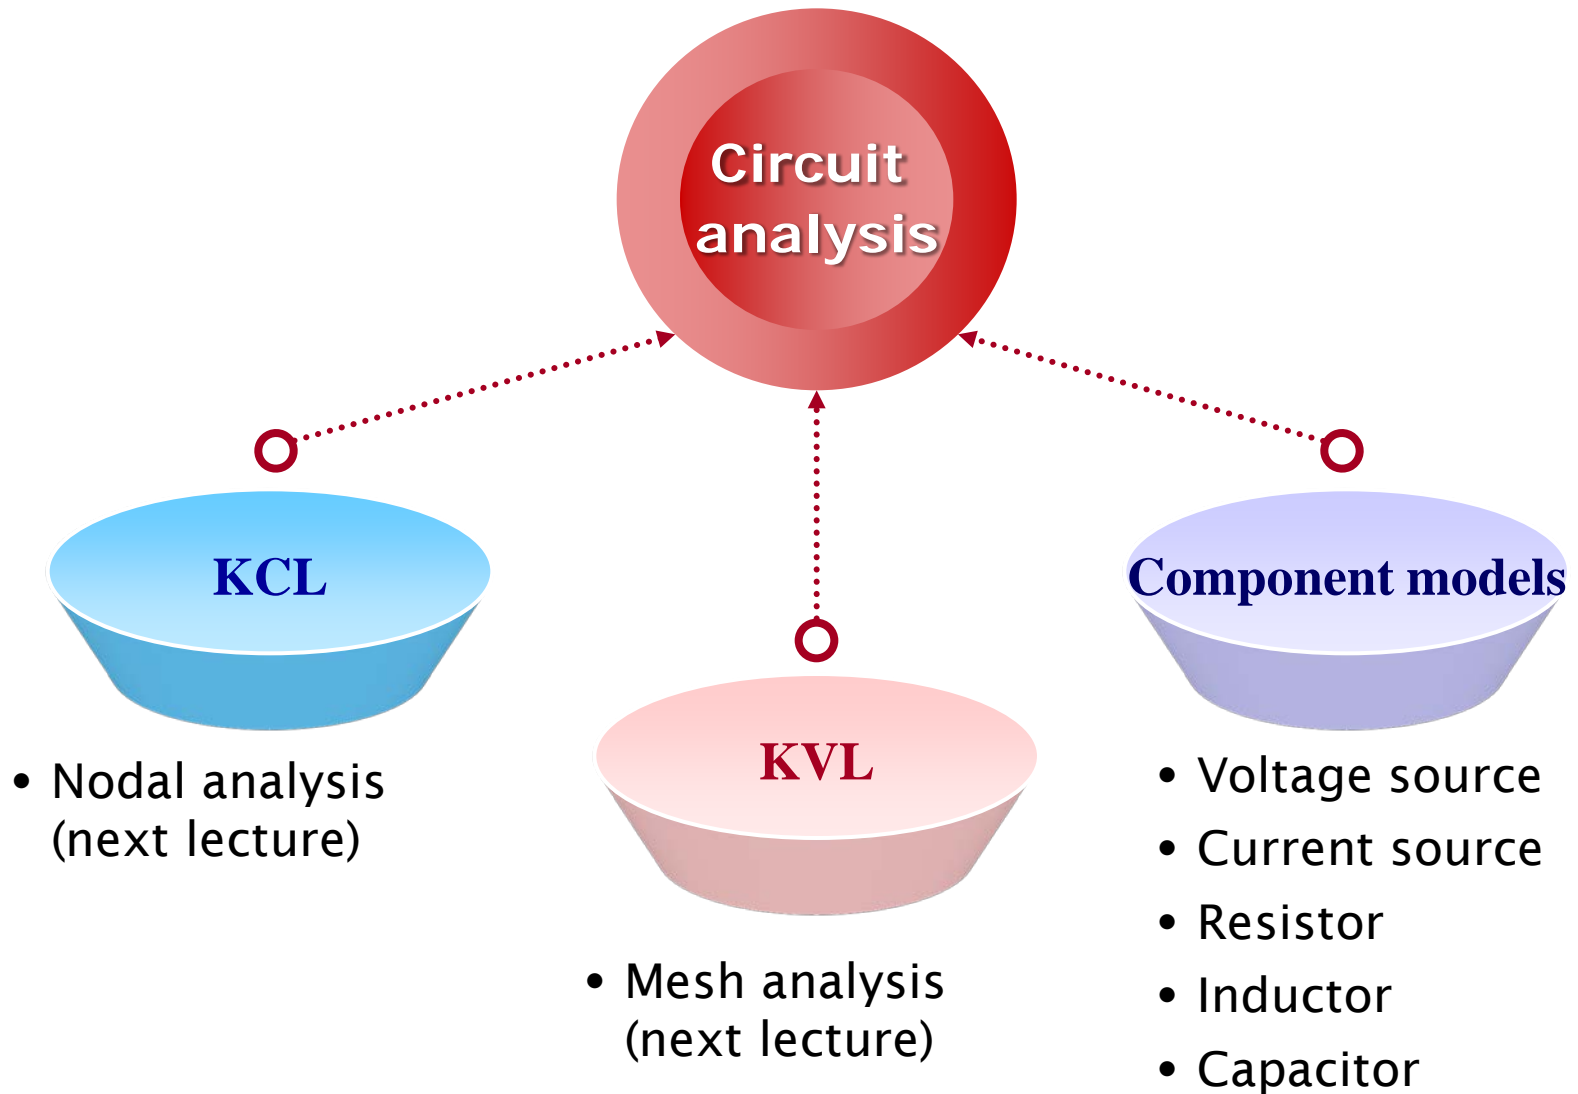 Circuit
analysis
KCL
• Nodal analysis
(next lecture)
KVL
• Mesh analysis
(next lecture)
Component models
• Voltage source
• Current source
• Resistor
• Inductor
• Capacitor